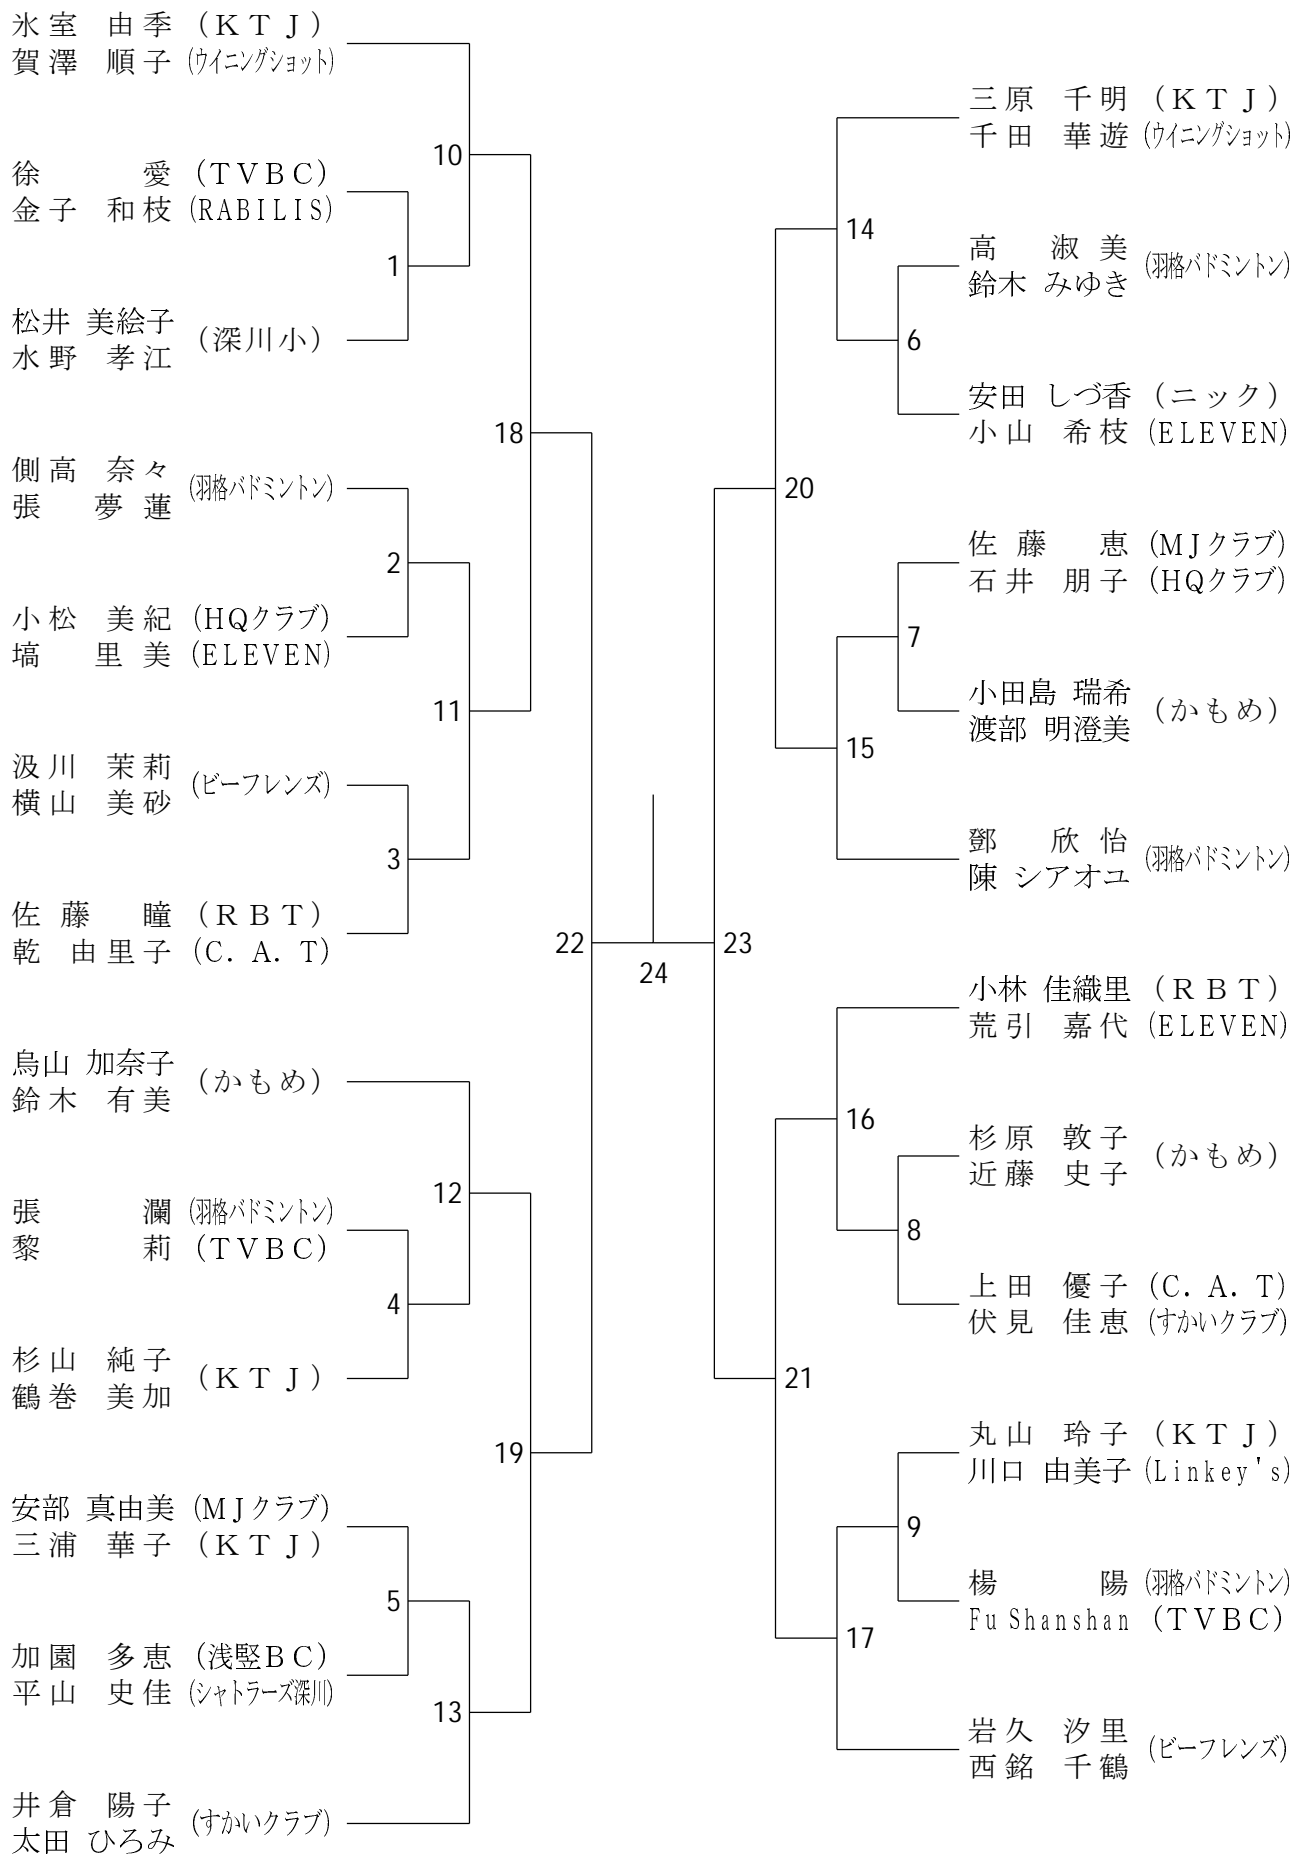 氷室 由季 (ＫＴＪ)
賀澤 順子 (ウイニングショット)
10
徐 愛 (ＴＶＢＣ)
金子 和枝 (RABILIS)
1
松井 美絵子
水野 孝江
(深川小)
18
側高 奈々
張 夢蓮
(羽格バドミントン)
2
小松 美紀 (HQクラブ)
塙 里美 (ELEVEN)
11
汲川 茉莉
横山 美砂
(ビーフレンズ)
3
佐藤 瞳 (ＲＢＴ)
乾 由里子 (C. A. T)
22
24
烏山 加奈子
鈴木 有美
(かもめ)
12
張 瀾 (羽格バドミントン)
黎 莉 (ＴＶＢＣ)
4
杉山 純子
鶴巻 美加
(ＫＴＪ)
19
安部 真由美 (MJクラブ)
三浦 華子 (ＫＴＪ)
5
加園 多恵 (浅堅ＢＣ)
平山 史佳 (シャトラーズ深川)
13
井倉 陽子
太田 ひろみ
(すかいクラブ)
三原 千明 (ＫＴＪ)
千田 華遊 (ウイニングショット)
14
高 淑美
鈴木 みゆき
(羽格バドミントン)
6
安田 しづ香 (ニック)
小山 希枝 (ELEVEN)
20
佐藤 恵 (MJクラブ)
石井 朋子 (HQクラブ)
7
小田島 瑞希
渡部 明澄美
(かもめ)
15
鄧 欣怡
陳 シアオユ
(羽格バドミントン)
23
小林 佳織里 (ＲＢＴ)
荒引 嘉代 (ELEVEN)
16
杉原 敦子
近藤 史子
(かもめ)
8
上田 優子 (C. A. T)
伏見 佳恵 (すかいクラブ)
21
丸山 玲子 (ＫＴＪ)
川口 由美子 (Linkey's)
9
楊 陽 (羽格バドミントン)
Fu Shanshan (ＴＶＢＣ)
17
岩久 汐里
西銘 千鶴
(ビーフレンズ)